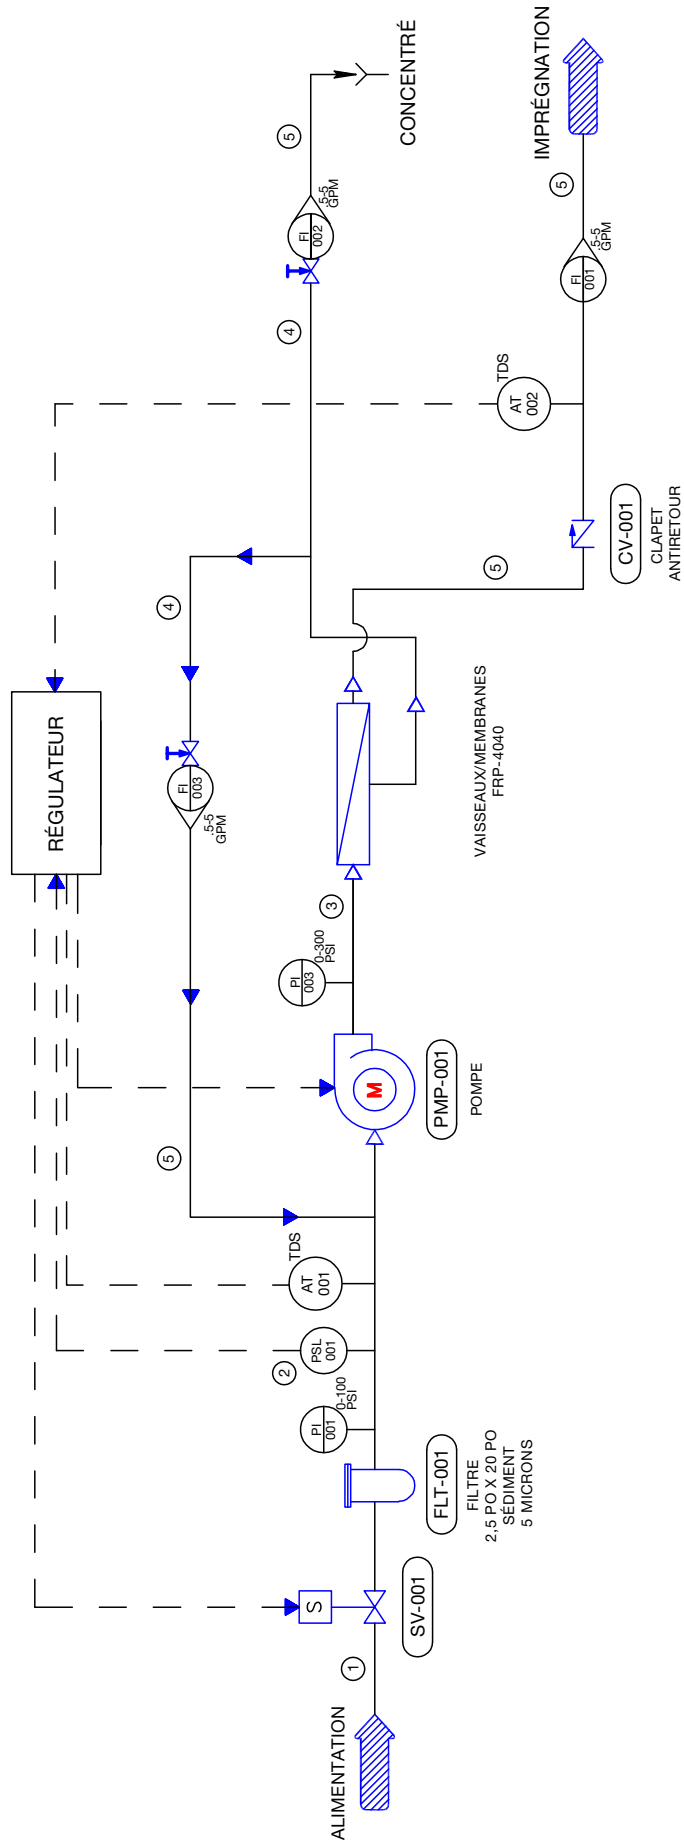 RÉGULATEUR
ALIMENTATION
1
S
SV-001
FLT-001
FILTRE
2,5 PO X 20 PO
SÉDIMENT
5 MICRONS
PI
001
0-100
PSI
2
PSL
001
AT
001
TDS
5
PMP-001
POMPE
M
PI
003
0-300
PSI
3
VAISSEAUX/MEMBRANES
FRP-4040
FI
003
.5-5
GPM
4
4
FI
002
.5-5
GPM
5
CONCENTRÉ
5
CV-001
CLAPET
ANTIRETOUR
AT
002
TDS
FI
001
.5-5
GPM
5
IMPRÉGNATION